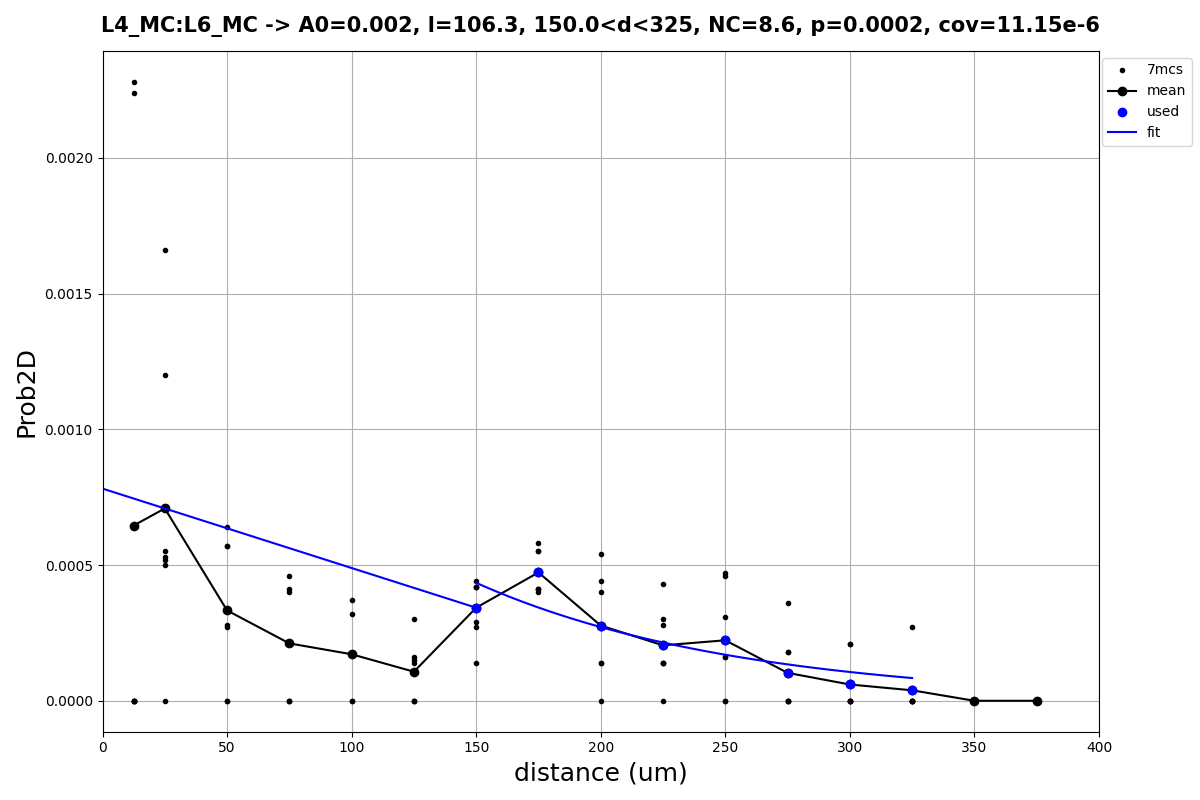 L4_MC:L6_MC -> A0=0.002, l=106.3, 150.0<d<325, NC=8.6, p=0.0002, cov=11.15e-6
7mcs
mean
used
fit
Prob2D
0.0020
0.0015
0.0010
0.0005
0.0000
0 50 100 150 200 250 300 350 400
distance (um)